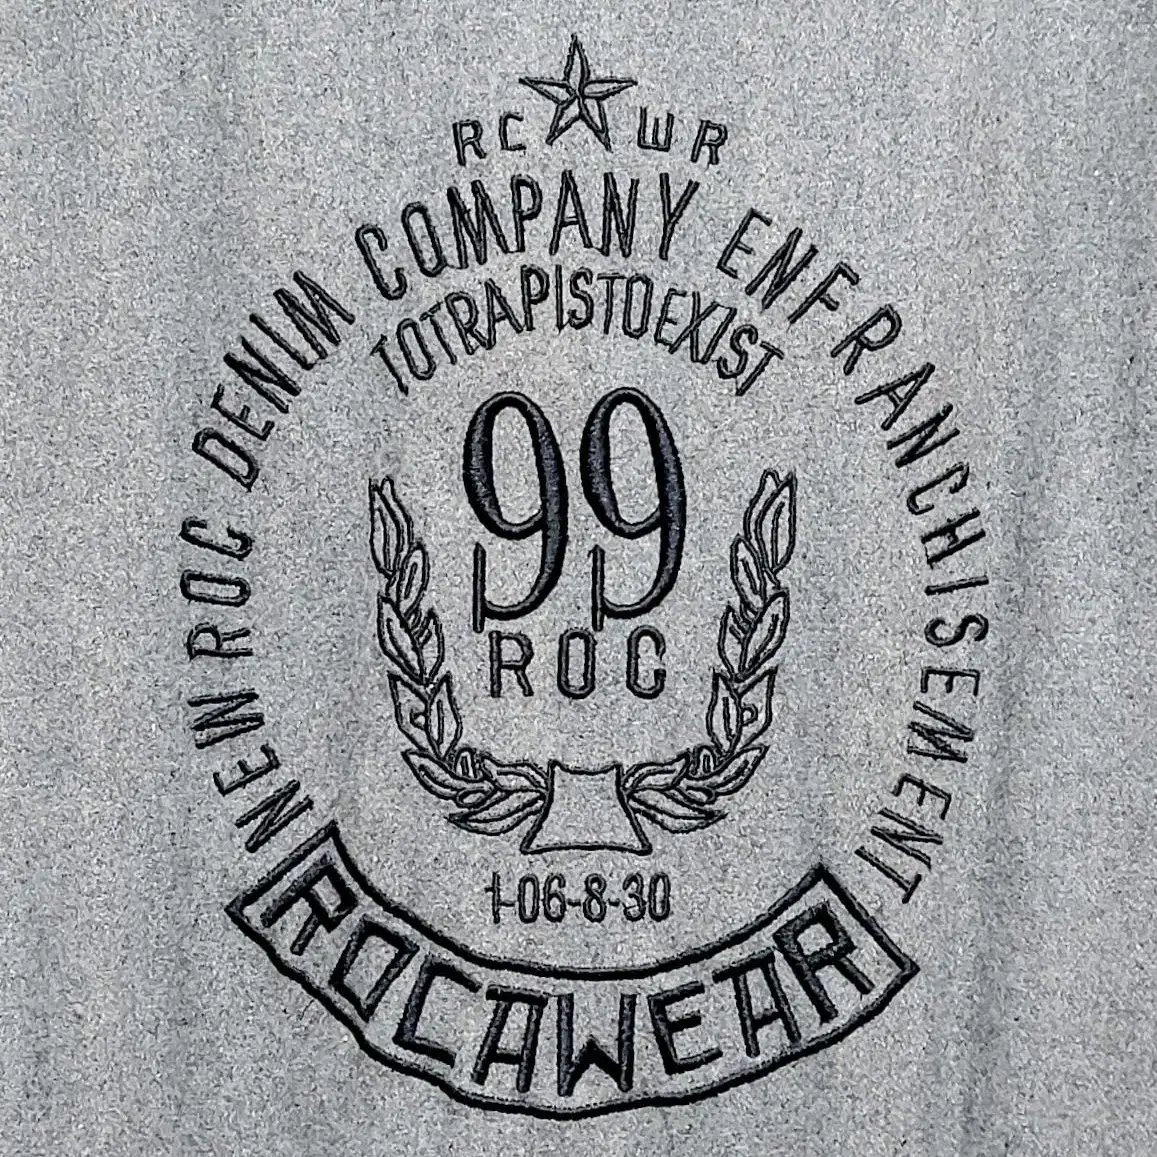 RC WR
NEW ROC DENIM COMPANY ENFRANCHISEMENT
TOTRAPISTOEXIST
99
ROC
1-06-8-30
ROCAWEAR